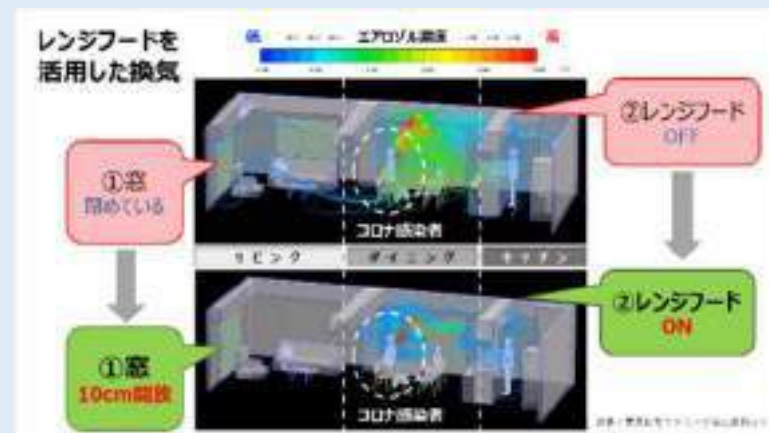 レンジフードを
活用した換気
低
エアロゾル濃度
高
①窓
閉めている
②レンジフード
OFF
コロナ感染者
リビング
ダイニング
キッチン
①窓
10cm開放
②レンジフード
ON
コロナ感染者